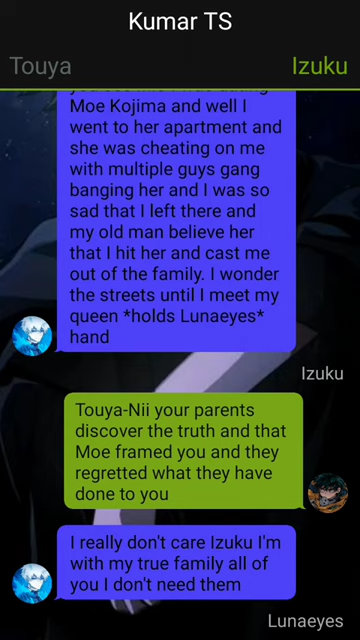 Kumar TS
Touya
Izuku
Moe Kojima and well I
went to her apartment and
she was cheating on me
with multiple guys gang
banging her and I was so
sad that I left there and
my old man believe her
that I hit her and cast me
out of the family. I wonder
the streets until I meet my
queen *holds Lunaeyes*
hand
Izuku
Touya-Nii your parents
discover the truth and that
Moe framed you and they
regretted what they have
done to you
I really don't care Izuku I'm
with my true family all of
you I don't need them
Lunaeyes